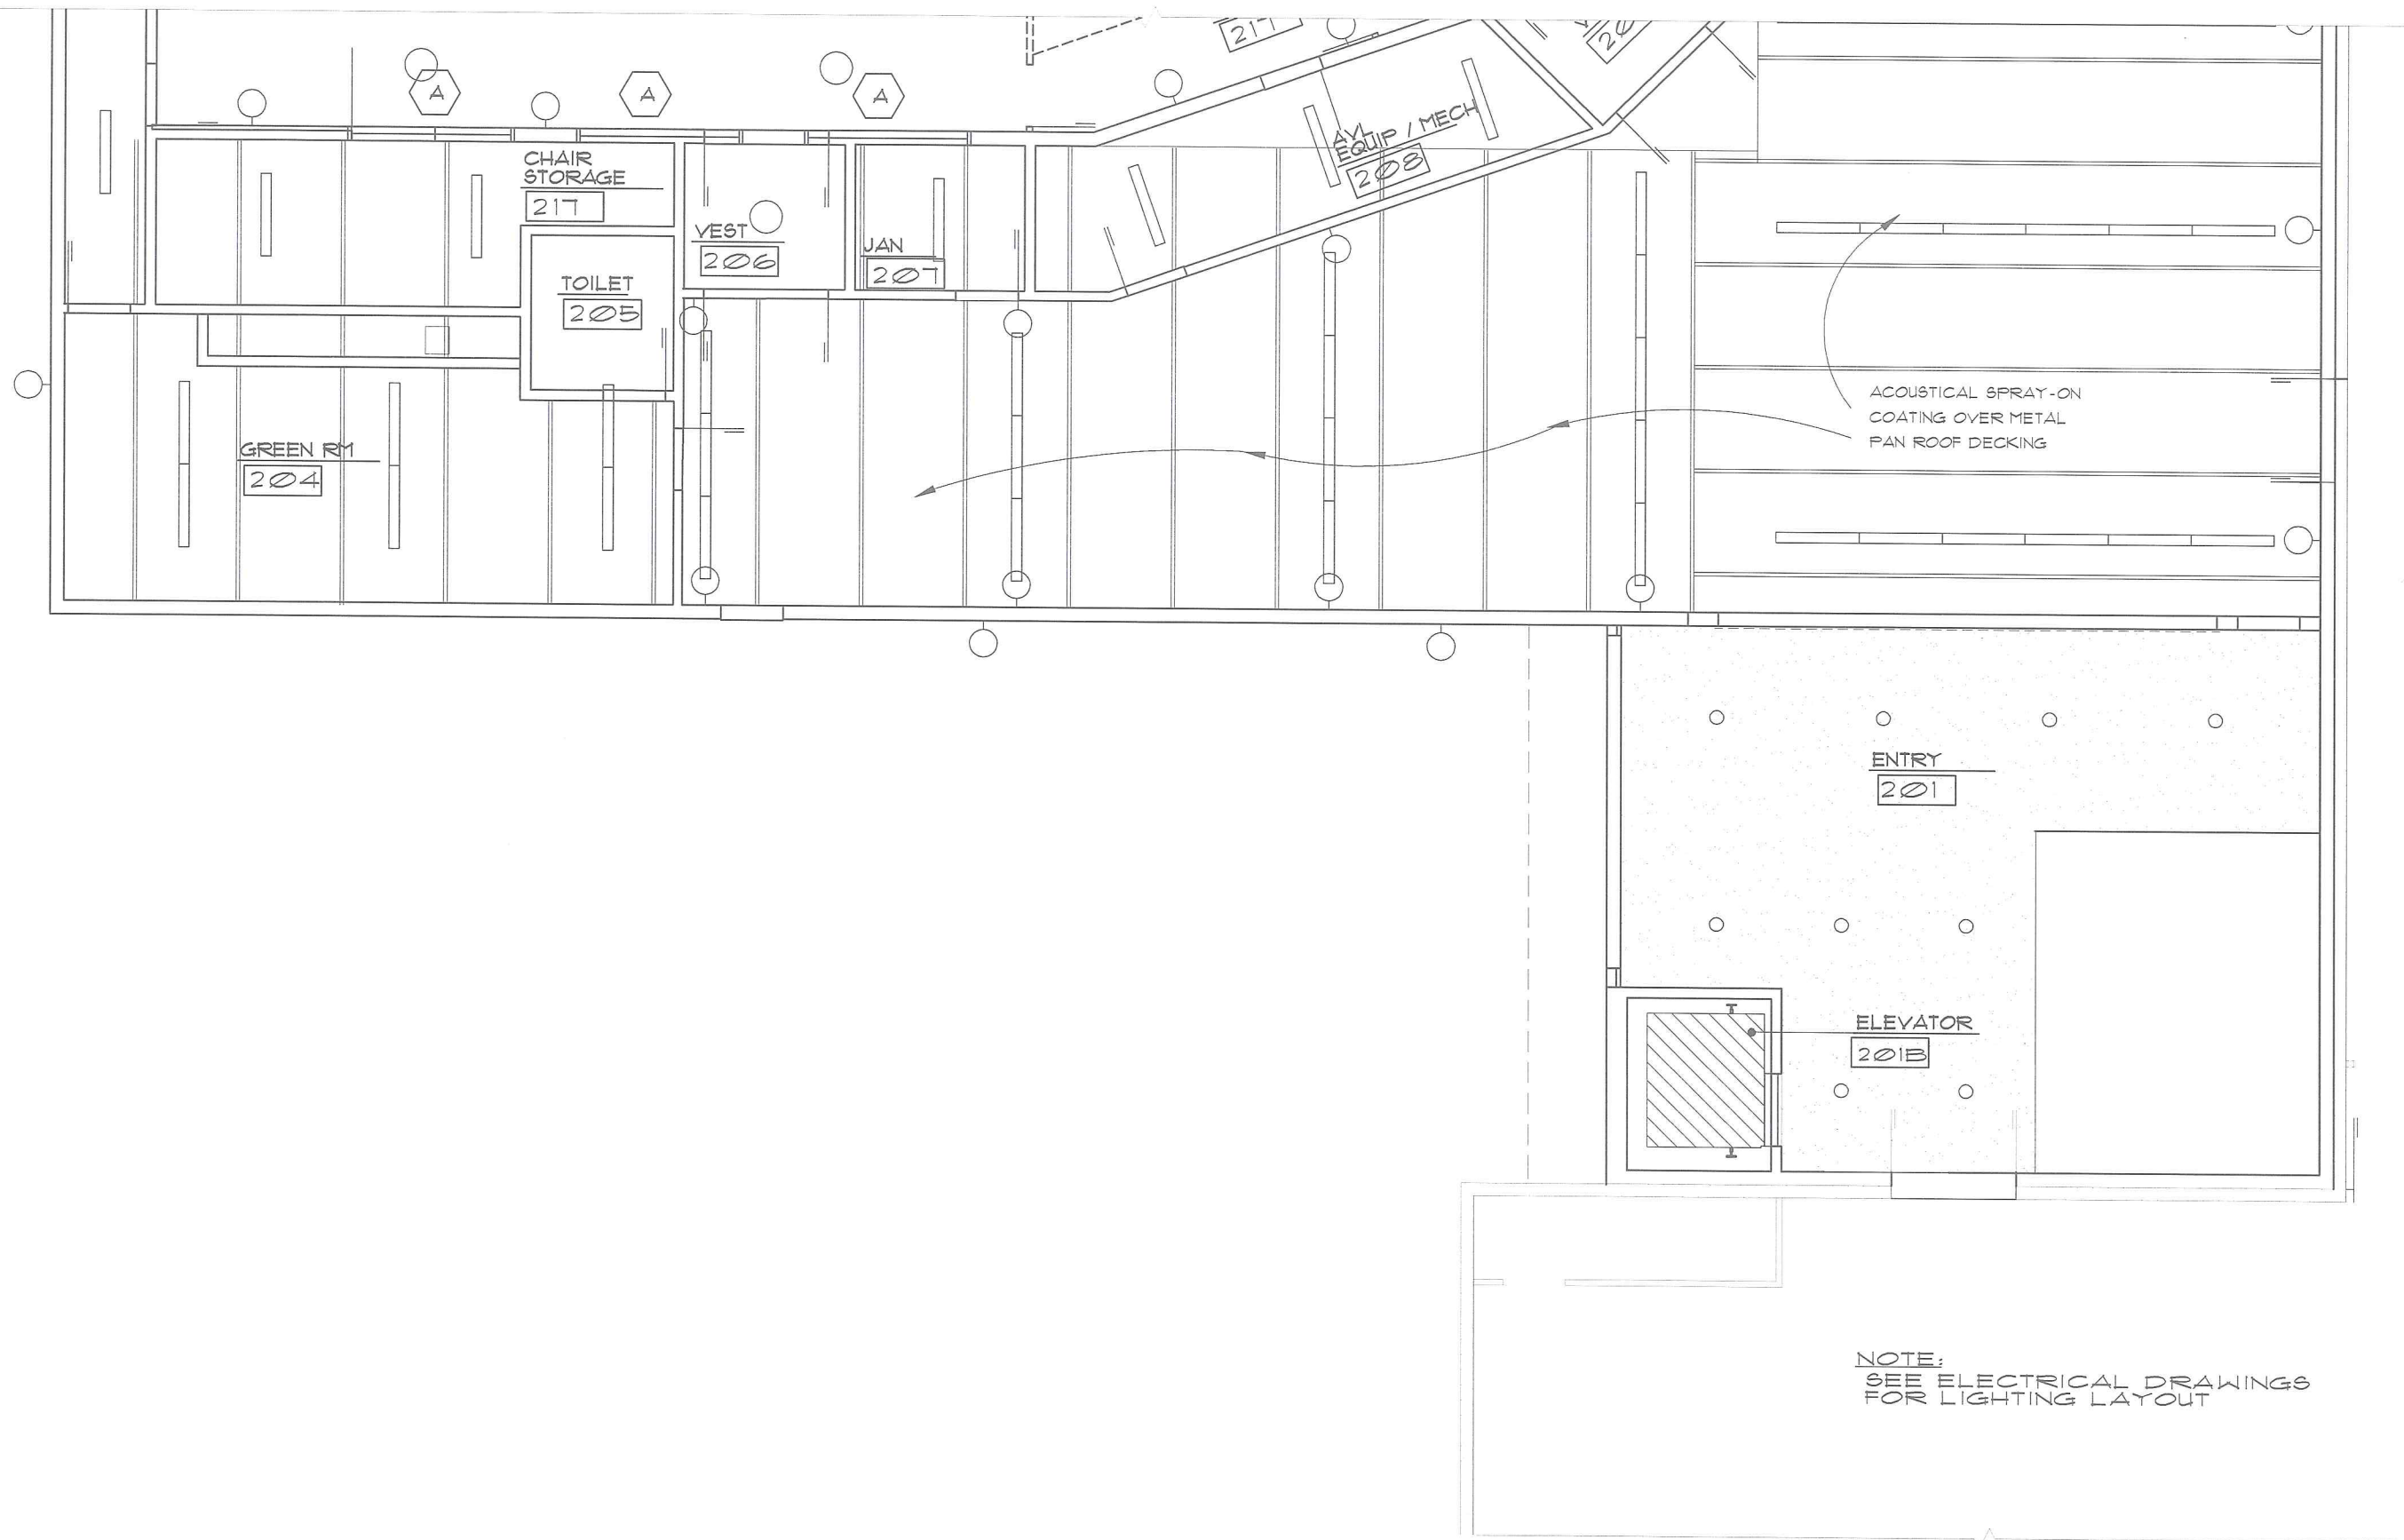 A
A
A
CHAIR
STORAGE
217
VEST
206
JAN
207
TOILET
205
AVL
EQUIP / MECH
208
GREEN RM
204
ACOUSTICAL SPRAY-ON
COATING OVER METAL
PAN ROOF DECKING
ENTRY
201
ELEVATOR
201B
NOTE:
SEE ELECTRICAL DRAWINGS
FOR LIGHTING LAYOUT